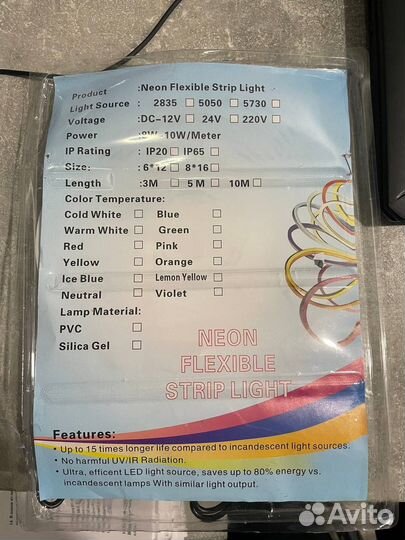 Product :Neon Flexible Strip Light
Light Source : 2835 □ 5050 □ 5730 □
Voltage :DC-12V □ 24V □ 220V □
Power :8W-10W/Meter
IP Rating : IP20 □ IP65 □
Size: : 6*12 □ 8*16 □
Length :3M □ 5M □ 10M □
Color Temperature:
Cold White □ Blue □
Warm White □ Green □
Red □ Pink □
Yellow □ Orange □
Ice Blue □ Lemon Yellow □
Neutral □ Violet □
Lamp Material:
PVC □
Silica Gel □
NEON
FLEXIBLE
STRIP LIGHT
Features:
• Up to 15 times longer life compared to incandescent light sources.
• No harmful UV/IR Radiation.
• Ultra, efficent LED light source, saves up to 80% energy vs.
incandescent lamps With similar light output.
Avito